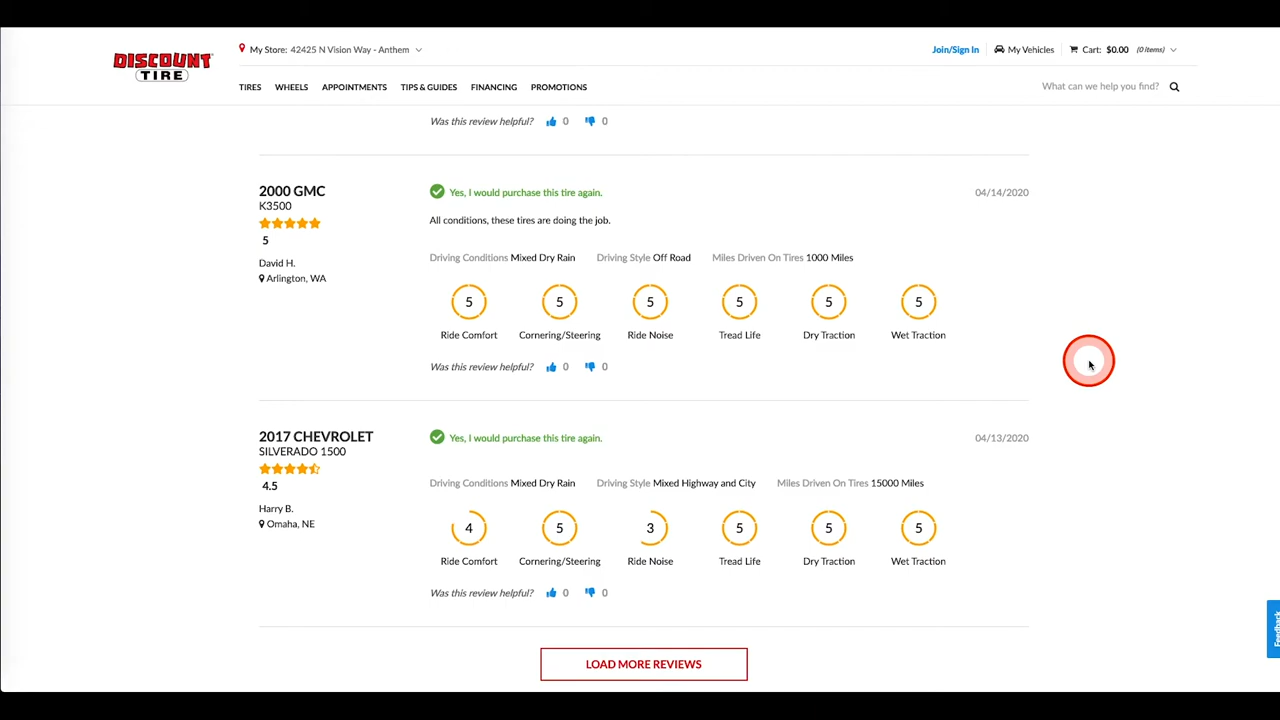 DISCOUNT
TIRE
My Store: 42425 N Vision Way - Anthem
Join/Sign In
My Vehicles
Cart: $0.00 (0 items)
TIRES
WHEELS
APPOINTMENTS
TIPS & GUIDES
FINANCING
PROMOTIONS
What can we help you find?
Was this review helpful? 0 0
2000 GMC
K3500
5
David H.
Arlington, WA
Yes, I would purchase this tire again.
04/14/2020
All conditions, these tires are doing the job.
Driving Conditions Mixed Dry Rain
Driving Style Off Road
Miles Driven On Tires 1000 Miles
5 5 5 5 5 5
Ride Comfort
Cornering/Steering
Ride Noise
Tread Life
Dry Traction
Wet Traction
Was this review helpful? 0 0
2017 CHEVROLET
SILVERADO 1500
4.5
Harry B.
Omaha, NE
Yes, I would purchase this tire again.
04/13/2020
Driving Conditions Mixed Dry Rain
Driving Style Mixed Highway and City
Miles Driven On Tires 15000 Miles
4 5 3 5 5 5
Ride Comfort
Cornering/Steering
Ride Noise
Tread Life
Dry Traction
Wet Traction
Was this review helpful? 0 0
LOAD MORE REVIEWS
Feedback